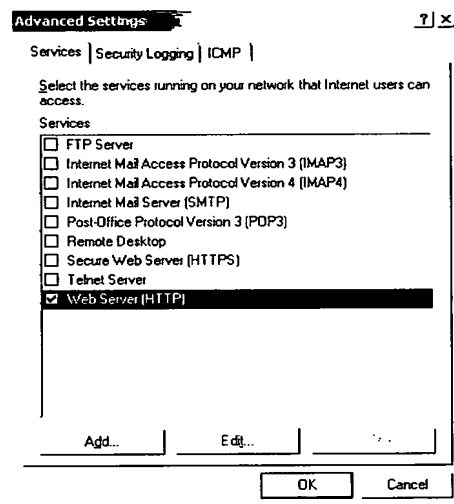 Advanced Settings ? ×
Services Security Logging ICMP
Select the services running on your network that Internet users can
access.
Services
FTP Server
Internet Mail Access Protocol Version 3 (IMAP3)
Internet Mail Access Protocol Version 4 (IMAP4)
Internet Mail Server (SMTP)
Post-Office Protocol Version 3 (POP3)
Remote Desktop
Secure Web Server (HTTPS)
Telnet Server
Web Server (HTTP)
Add... Edit...
OK Cancel